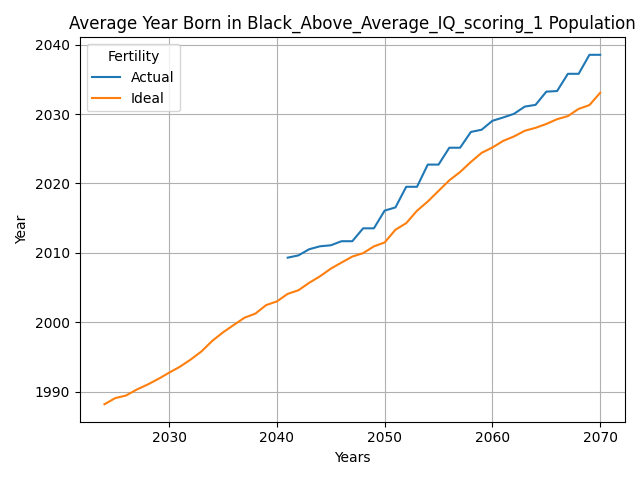 Average Year Born in Black_Above_Average_IQ_scoring_1 Population
Fertility
Actual
Ideal
2040
2030
2020
2010
2000
1990
Year
2030 2040 2050 2060 2070
Years